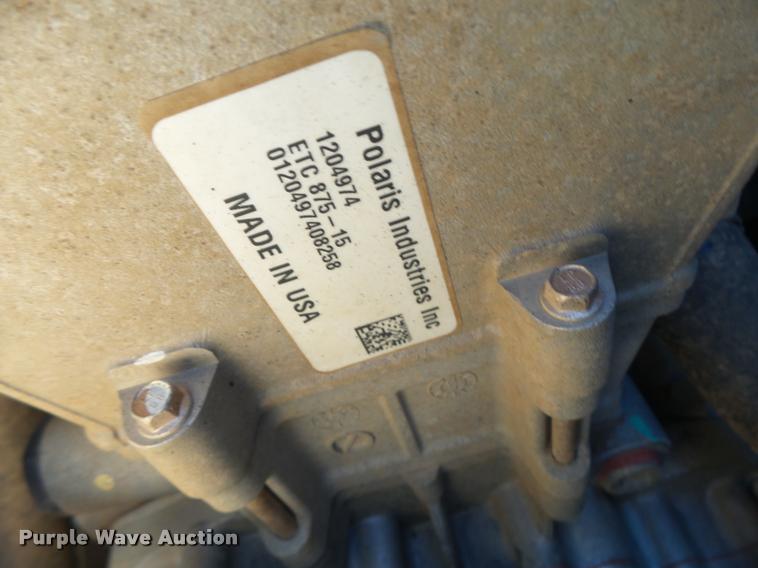 Polaris Industries Inc
1204974
ETC 875-15
0120497408258
MADE IN USA
Purple Wave Auction